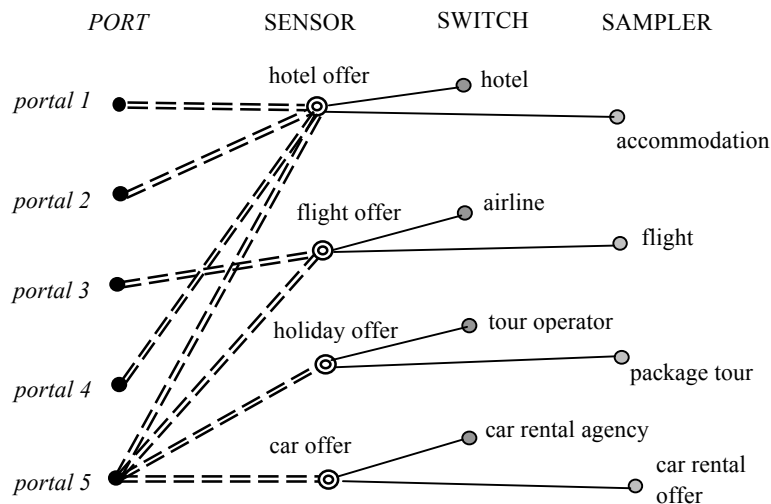 PORT SENSOR SWITCH SAMPLER
hotel offer
hotel
portal 1
accommodation
portal 2
flight offer
airline
flight
portal 3
holiday offer
tour operator
portal 4
package tour
car offer
car rental agency
portal 5
car rental
offer